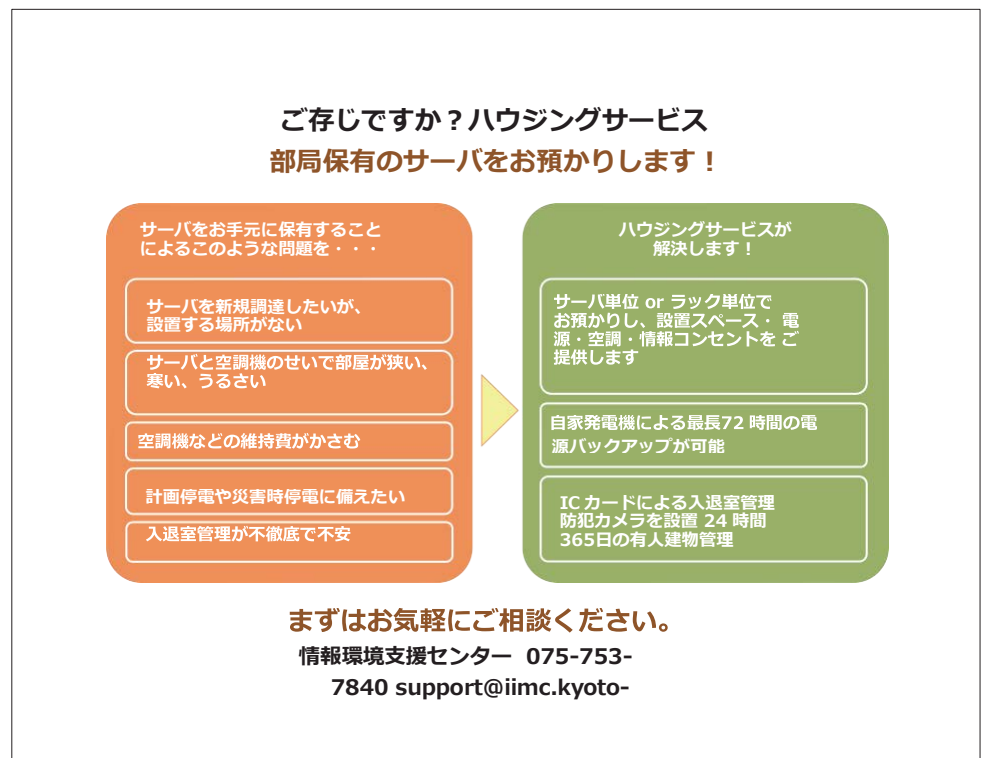 ご存じですか？ハウジングサービス
部局保有のサーバをお預かりします！
サーバをお手元に保有すること
によるこのような問題を・・・
サーバを新規調達したいが、
設置する場所がない
サーバと空調機のせいで部屋が狭い、
寒い、うるさい
空調機などの維持費がかさむ
計画停電や災害時停電に備えたい
入退室管理が不徹底で不安
ハウジングサービスが
解決します！
サーバ単位 or ラック単位で
お預かりし、設置スペース・ 電
源・空調・情報コンセントを ご
提供します
自家発電機による最長72 時間の電
源バックアップが可能
IC カードによる入退室管理
防犯カメラを設置 24 時間
365日の有人建物管理
まずはお気軽にご相談ください。
情報環境支援センター 075-753-
7840 support@iimc.kyoto-